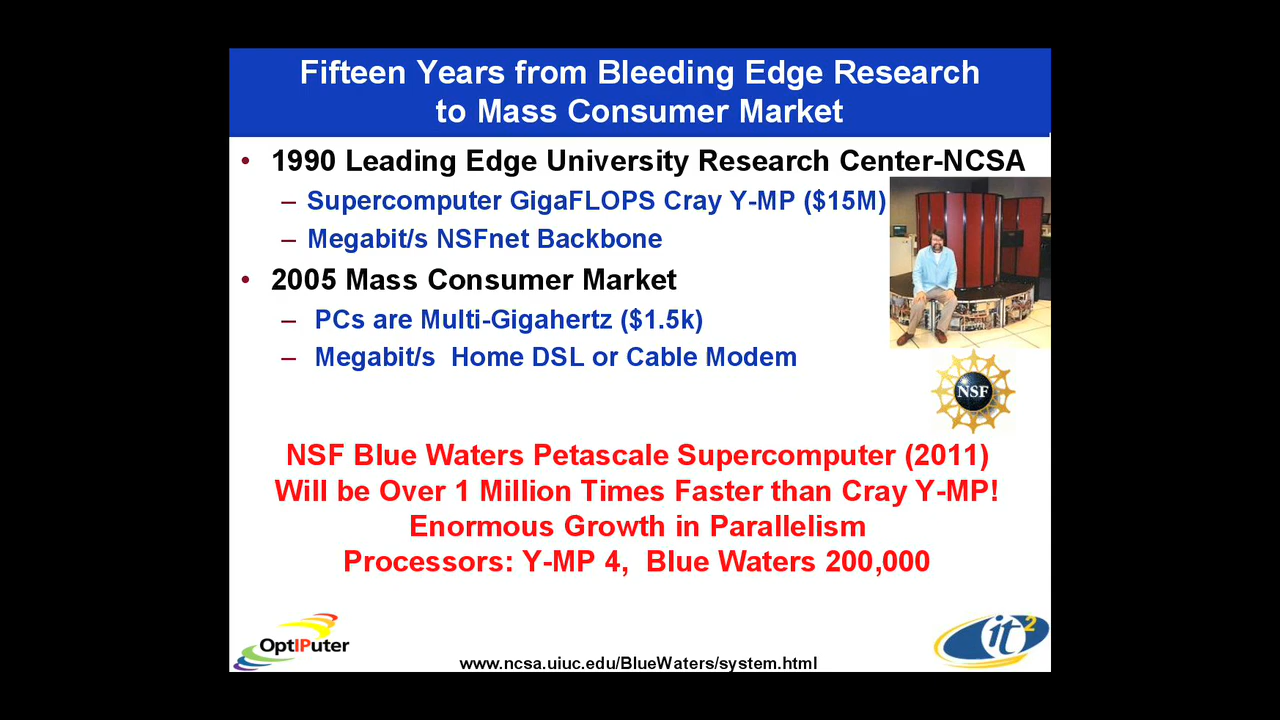 Fifteen Years from Bleeding Edge Research
to Mass Consumer Market
• 1990 Leading Edge University Research Center-NCSA
– Supercomputer GigaFLOPS Cray Y-MP ($15M)
– Megabit/s NSFnet Backbone
• 2005 Mass Consumer Market
– PCs are Multi-Gigahertz ($1.5k)
– Megabit/s Home DSL or Cable Modem
NSF
NSF Blue Waters Petascale Supercomputer (2011)
Will be Over 1 Million Times Faster than Cray Y-MP!
Enormous Growth in Parallelism
Processors: Y-MP 4, Blue Waters 200,000
OptIPuter
it2
www.ncsa.uiuc.edu/BlueWaters/system.html